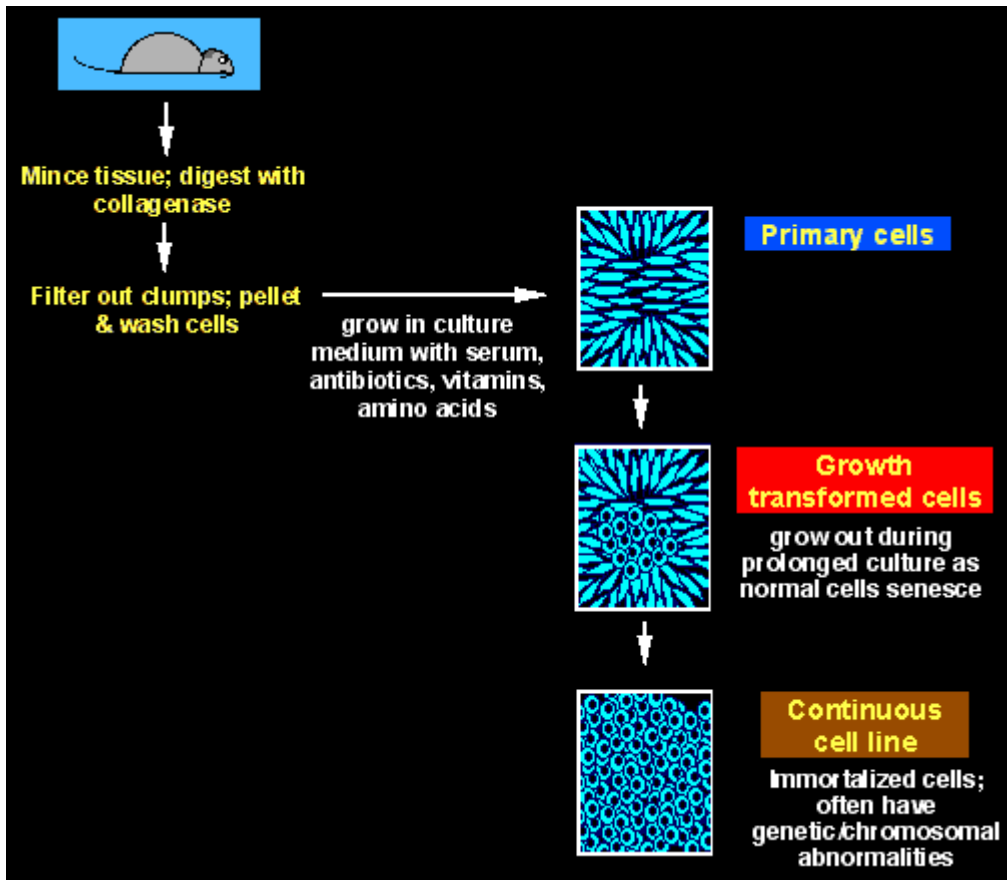 Mince tissue; digest with
collagenase
Filter out clumps; pellet
& wash cells
grow in culture
medium with serum,
antibiotics, vitamins,
amino acids
Primary cells
Growth
transformed cells
grow out during
prolonged culture as
normal cells senesce
Continuous
cell line
Immortalized cells;
often have
genetic/chromosomal
abnormalities